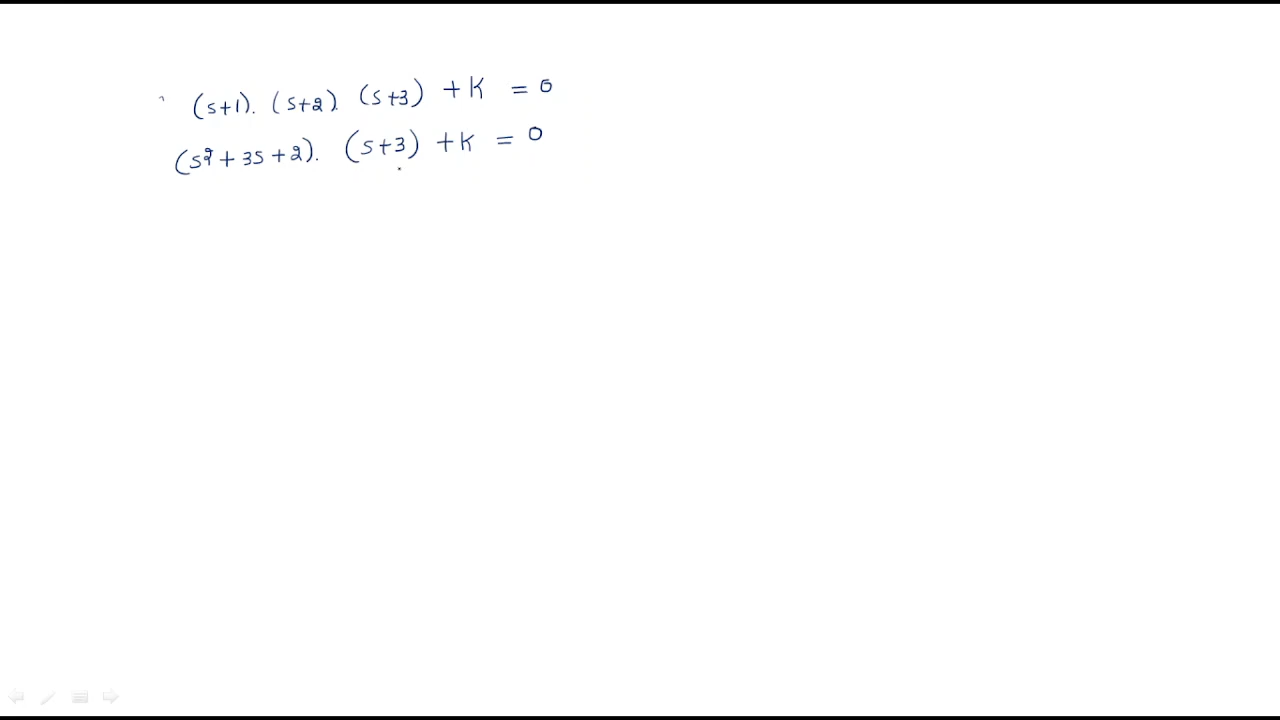 (s+1). (s+2). (s+3) + K = 0
(s² + 3s + 2). (s+3) + K = 0